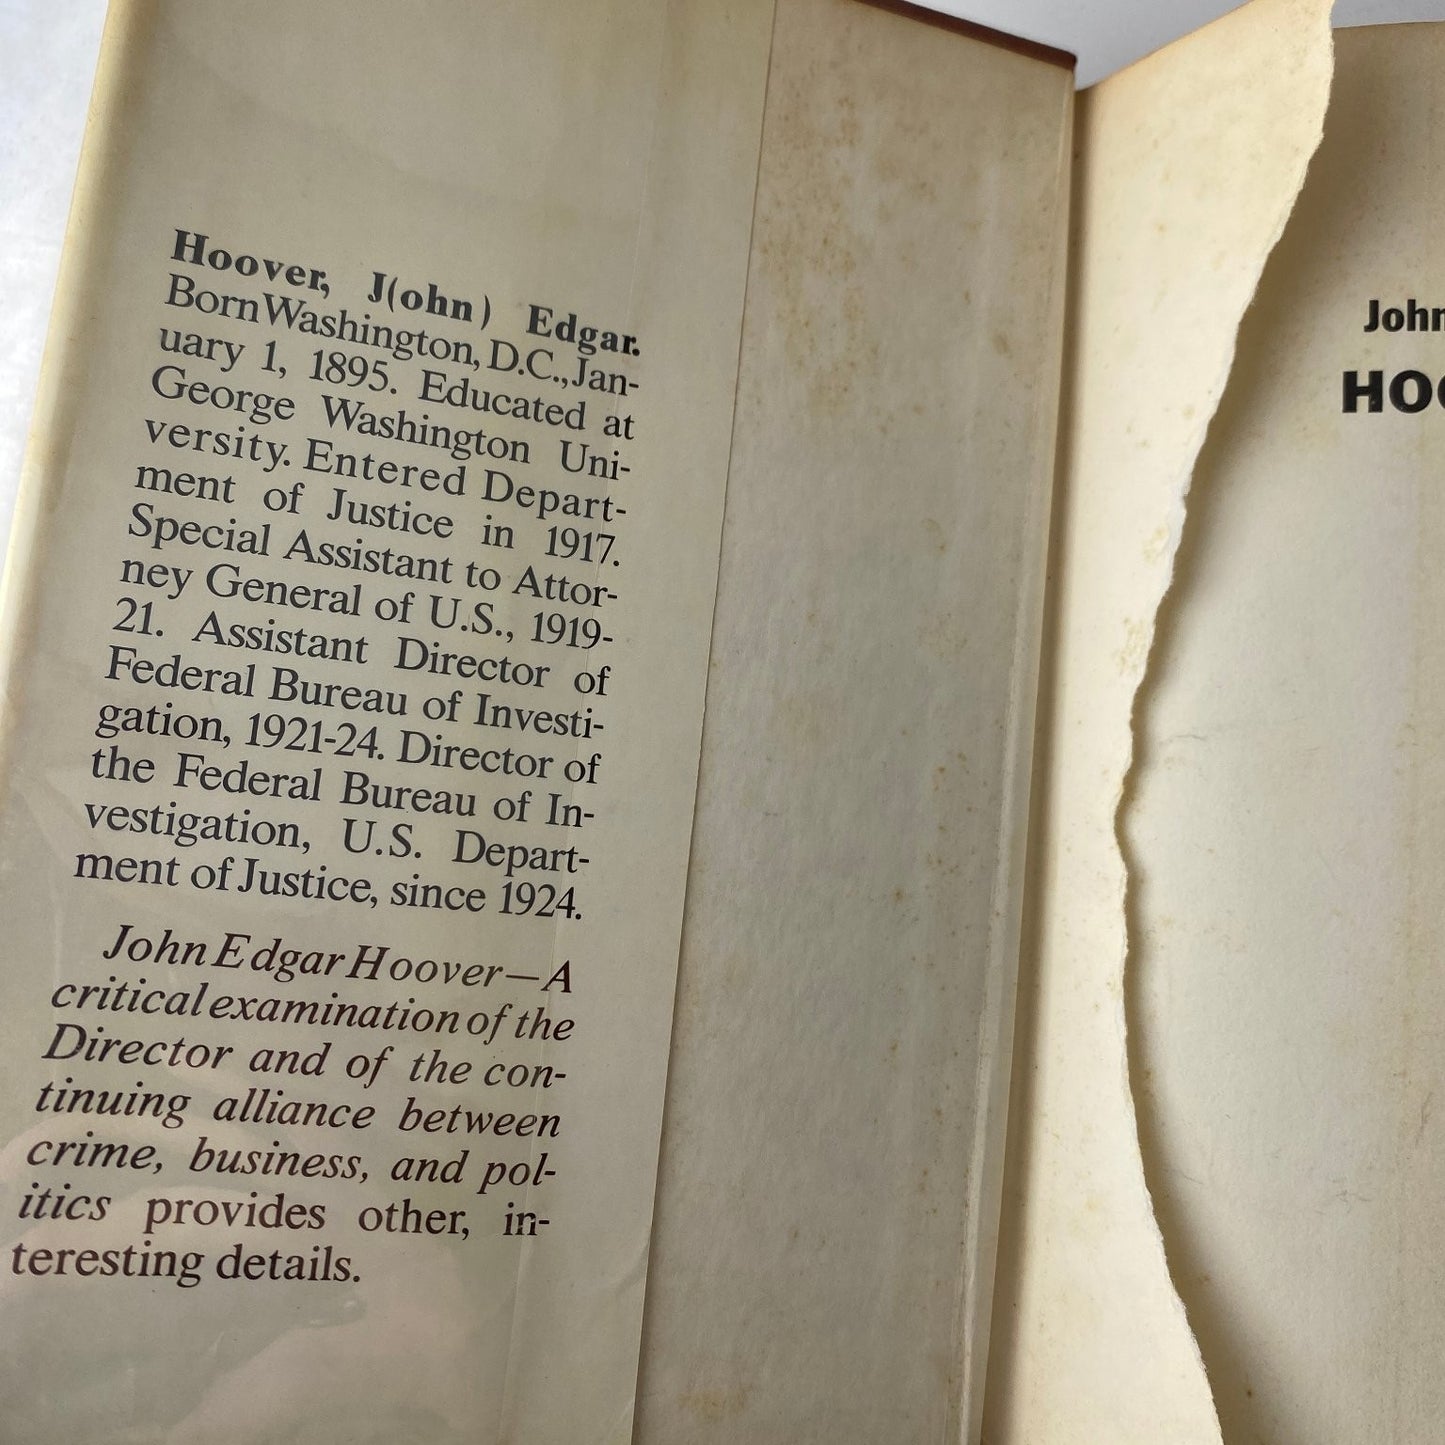 Hoover, J(ohn) Edgar.
Born Washington, D.C., Jan-
uary 1, 1895. Educated at
George Washington Uni-
versity. Entered Depart-
ment of Justice in 1917.
Special Assistant to Attor-
ney General of U.S., 1919-
21. Assistant Director of
Federal Bureau of Investi-
gation, 1921-24. Director of
the Federal Bureau of In-
vestigation, U.S. Depart-
ment of Justice, since 1924.
John Edgar Hoover—A
critical examination of the
Director and of the con-
tinuing alliance between
crime, business, and pol-
itics provides other, in-
teresting details.
John
HOO